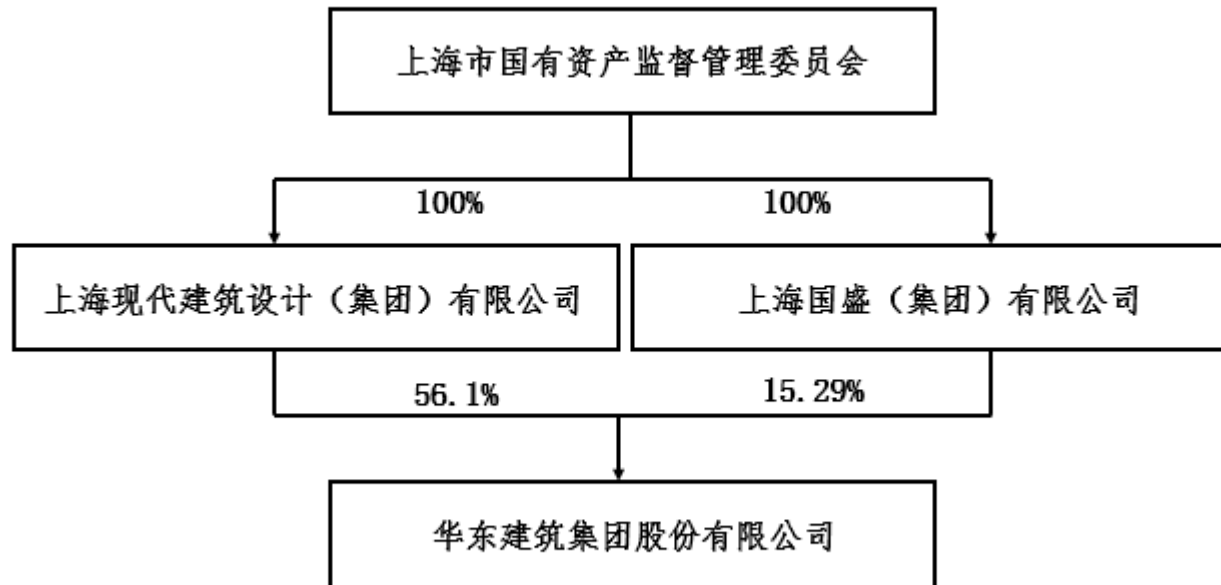 上海市国有资产监督管理委员会
100% 100%
上海现代建筑设计（集团）有限公司 上海国盛（集团）有限公司
56.1% 15.29%
华东建筑集团股份有限公司